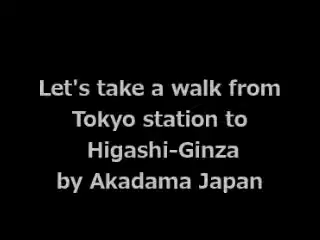 Let's take a walk from
Tokyo station to
Higashi-Ginza
by Akadama Japan